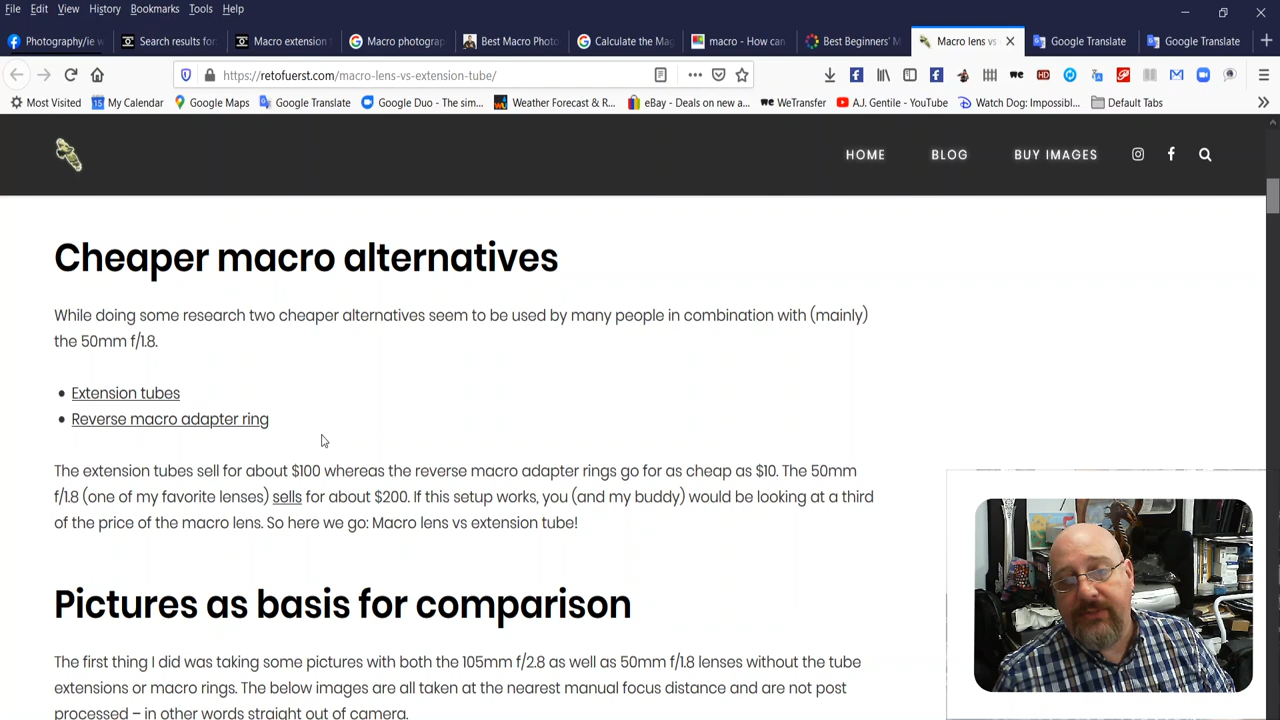 File Edit View History Bookmarks Tools Help
Photography/ie w Search results for Macro extension Macro photograp Best Macro Photo Calculate the Mag macro - How can Best Beginners' M Macro lens vs Google Translate Google Translate
https://retofuerst.com/macro-lens-vs-extension-tube/
Most Visited My Calendar Google Maps Google Translate Google Duo - The sim... Weather Forecast & R... eBay - Deals on new a... WeTransfer A.J. Gentile - YouTube Watch Dog: Impossibl... Default Tabs
HOME BLOG BUY IMAGES
Cheaper macro alternatives
While doing some research two cheaper alternatives seem to be used by many people in combination with (mainly)
the 50mm f/1.8.
• Extension tubes
• Reverse macro adapter ring
The extension tubes sell for about $100 whereas the reverse macro adapter rings go for as cheap as $10. The 50mm
f/1.8 (one of my favorite lenses) sells for about $200. If this setup works, you (and my buddy) would be looking at a third
of the price of the macro lens. So here we go: Macro lens vs extension tube!
Pictures as basis for comparison
The first thing I did was taking some pictures with both the 105mm f/2.8 as well as 50mm f/1.8 lenses without the tube
extensions or macro rings. The below images are all taken at the nearest manual focus distance and are not post
processed – in other words straight out of camera.